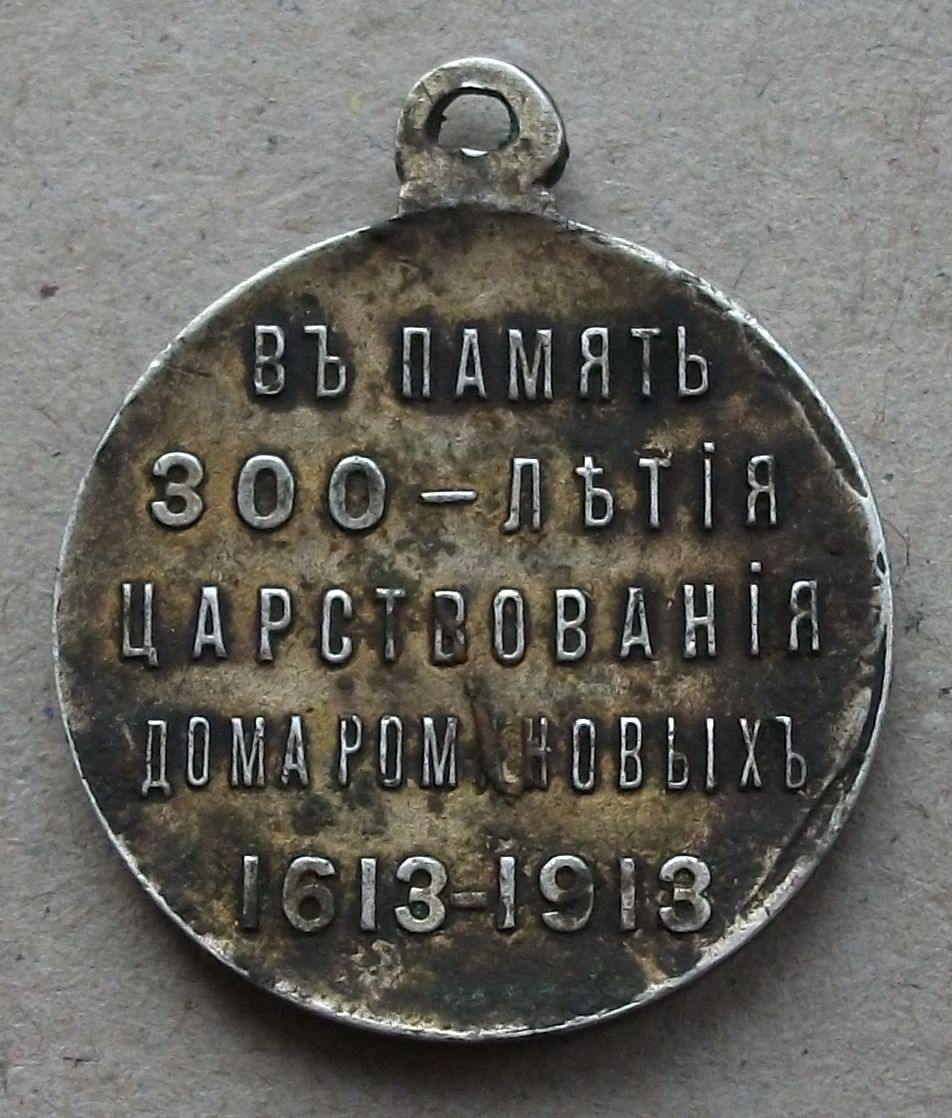 ВЪ ПАМЯТЬ
300-ЛѢТІЯ
ЦАРСТВОВАНІЯ
ДОМА РОМАНОВЫХЪ
1613-1913